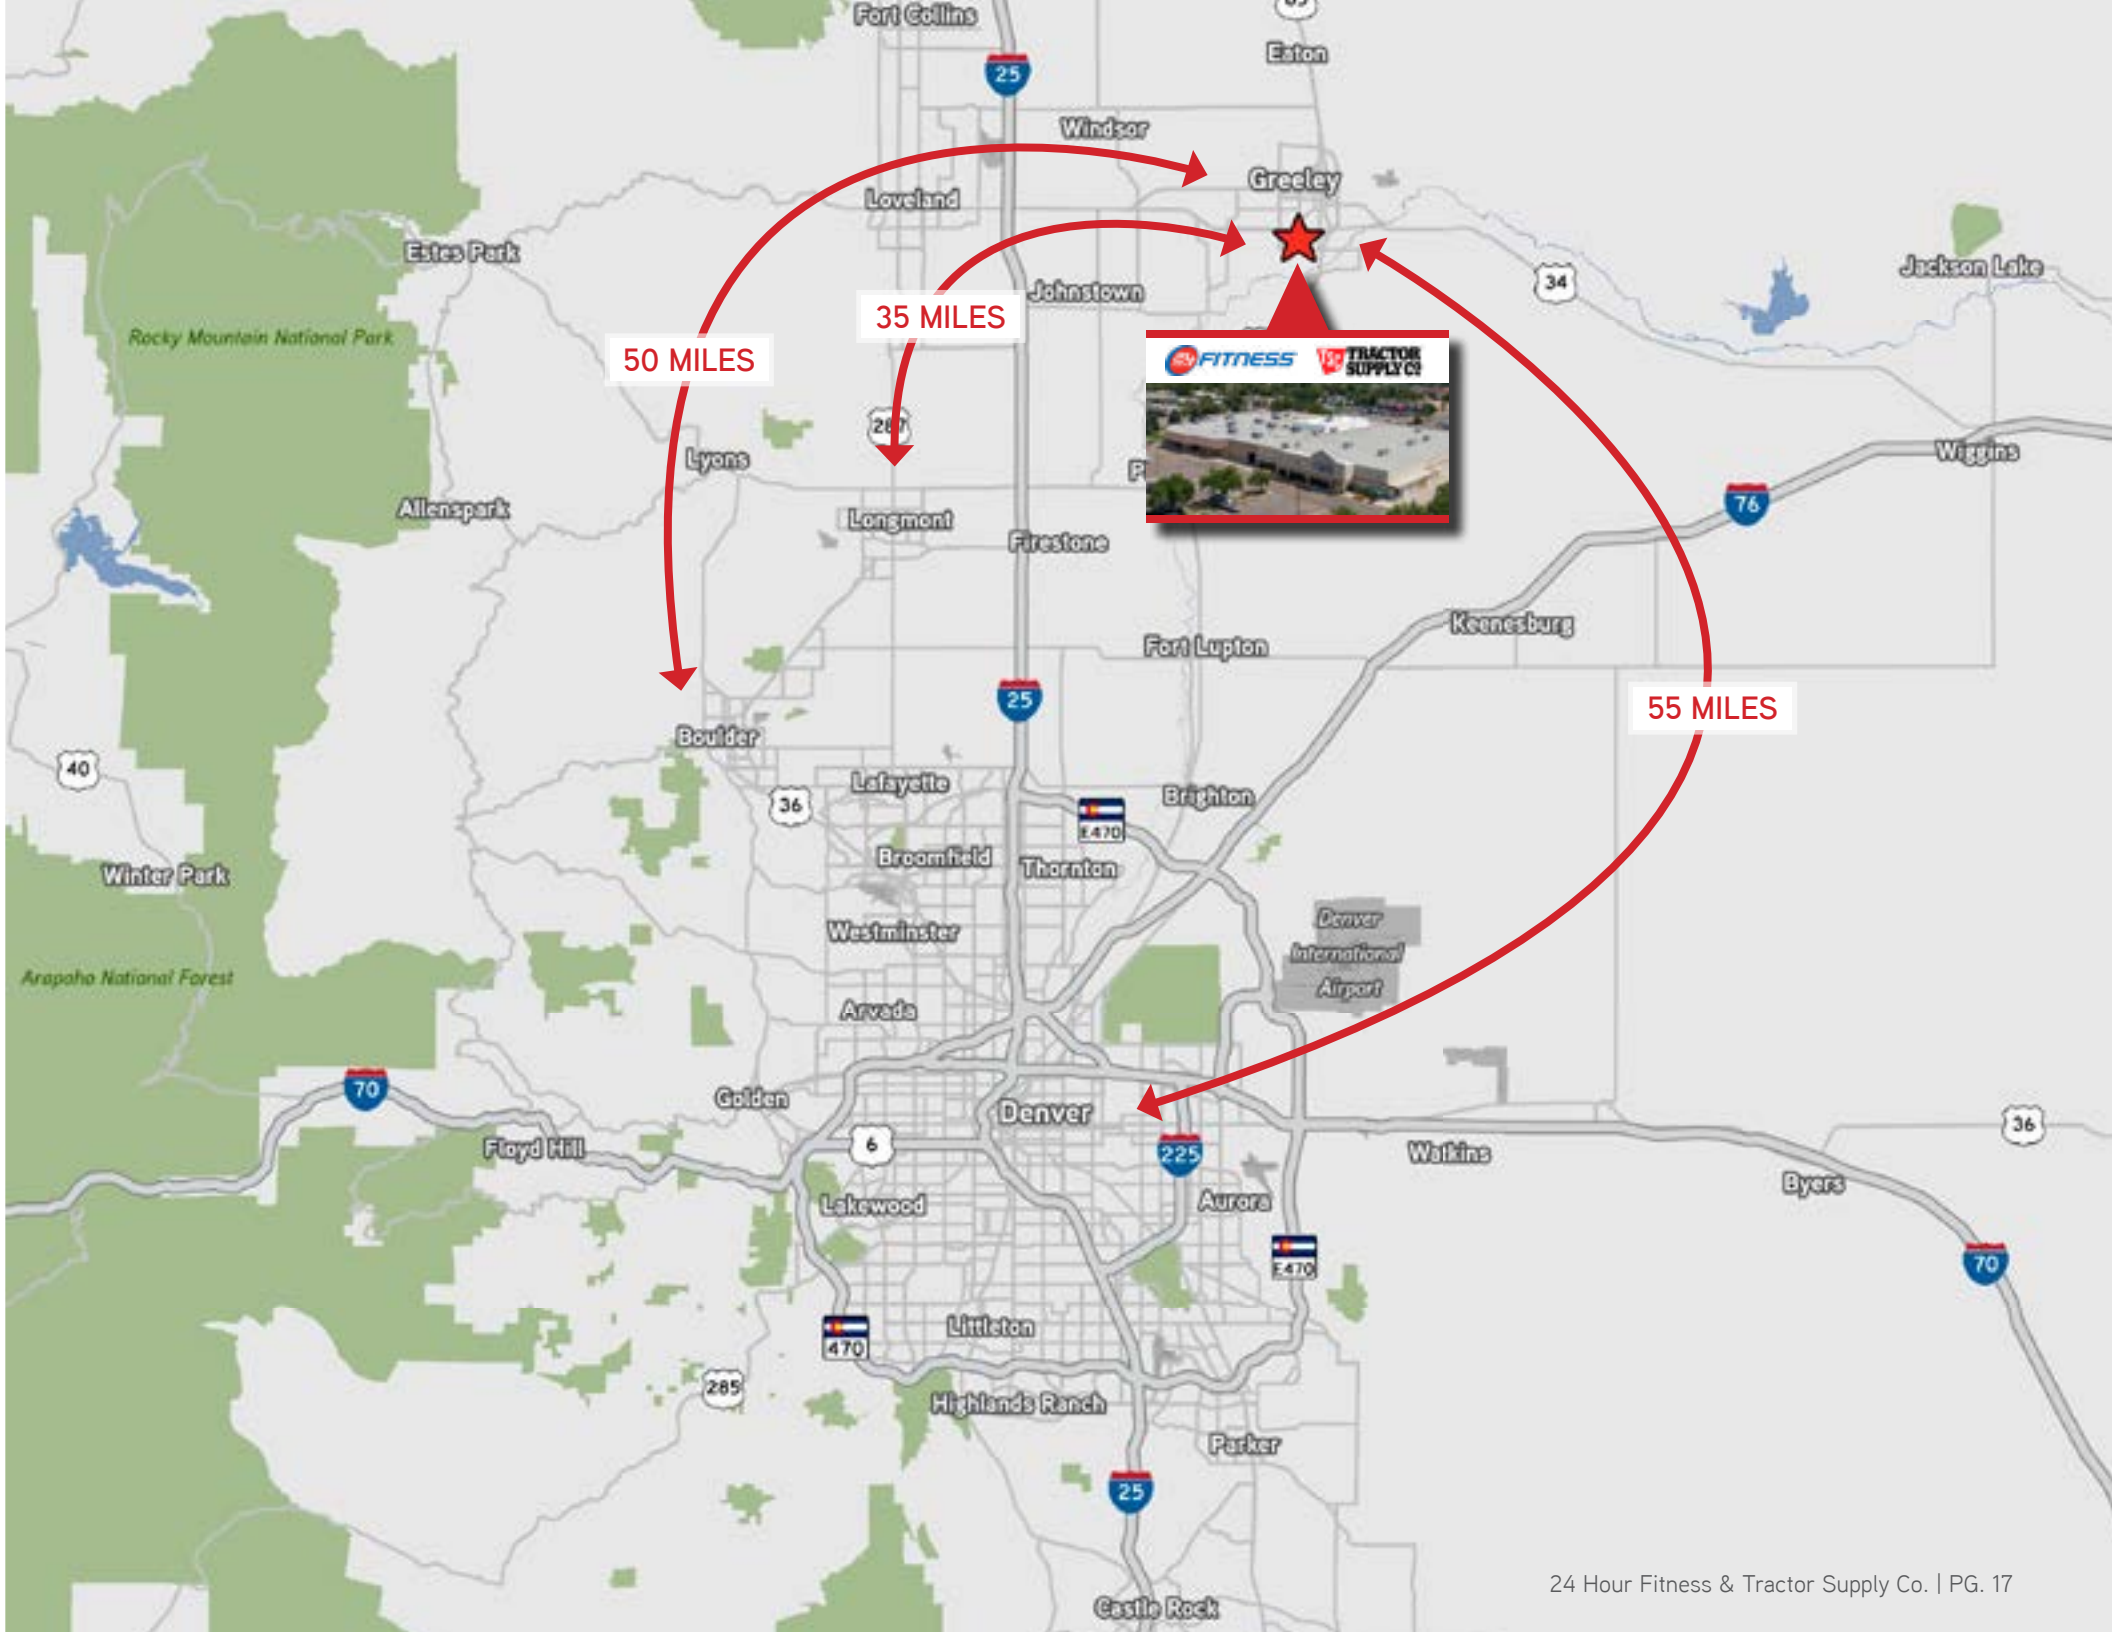 Fort Collins
85
Eaton
25
Windsor
Greeley
Loveland
Estes Park
Jackson Lake
34
Johnstown
35 MILES
Rocky Mountain National Park
50 MILES
24 FITNESS
TSC TRACTOR
SUPPLY CO
287
Lyons
Wiggins
Allenspark
76
Longmont
Firestone
Keenesburg
Fort Lupton
25
55 MILES
Boulder
40
Lafayette
36
Brighton
E470
Broomfield
Thornton
Winter Park
Denver
International
Airport
Westminster
Arapaho National Forest
Arvada
70
Golden
Denver
6
36
Floyd Hill
225
Watkins
Byers
Lakewood
Aurora
E470
70
Littleton
470
285
Highlands Ranch
Parker
25
24 Hour Fitness & Tractor Supply Co. | PG. 17
Castle Rock